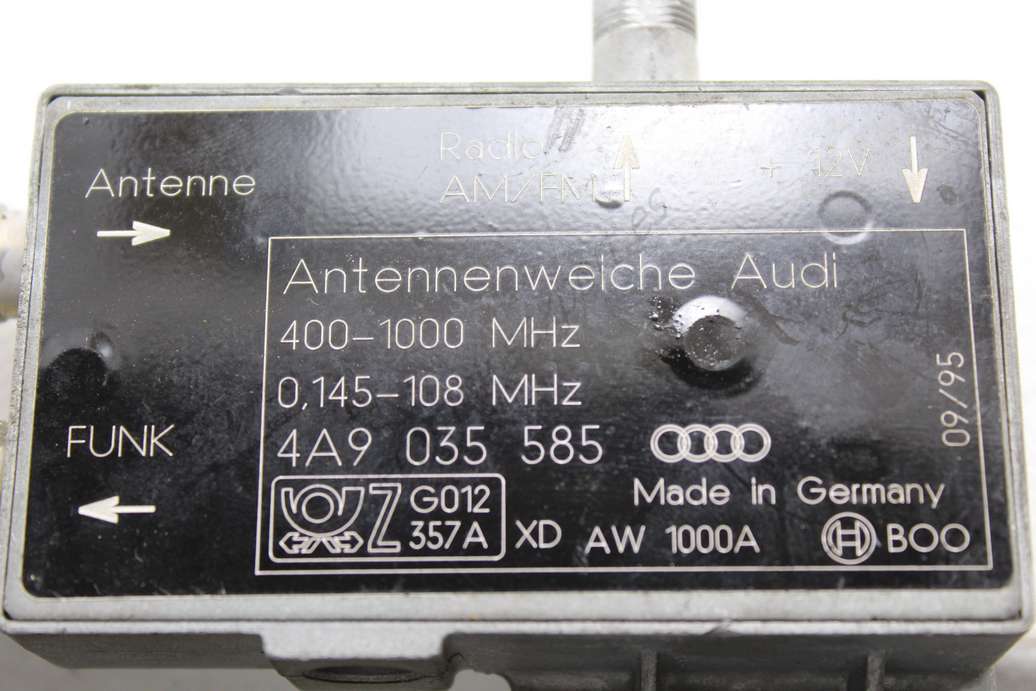 Antenne
Radio
AM/FM
+ 12V
Antennenweiche Audi
400-1000 MHz
0,145-108 MHz
4A9 035 585
09/95
FUNK
Made in Germany
Z G012
357A XD AW 1000A
BOO